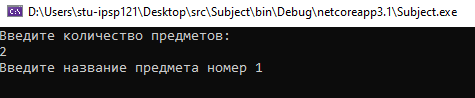 D:\Users\stu-ipsp121\Desktop\src\Subject\bin\Debug\netcoreapp3.1\Subject.exe
Введите количество предметов:
2
Введите название предмета номер 1